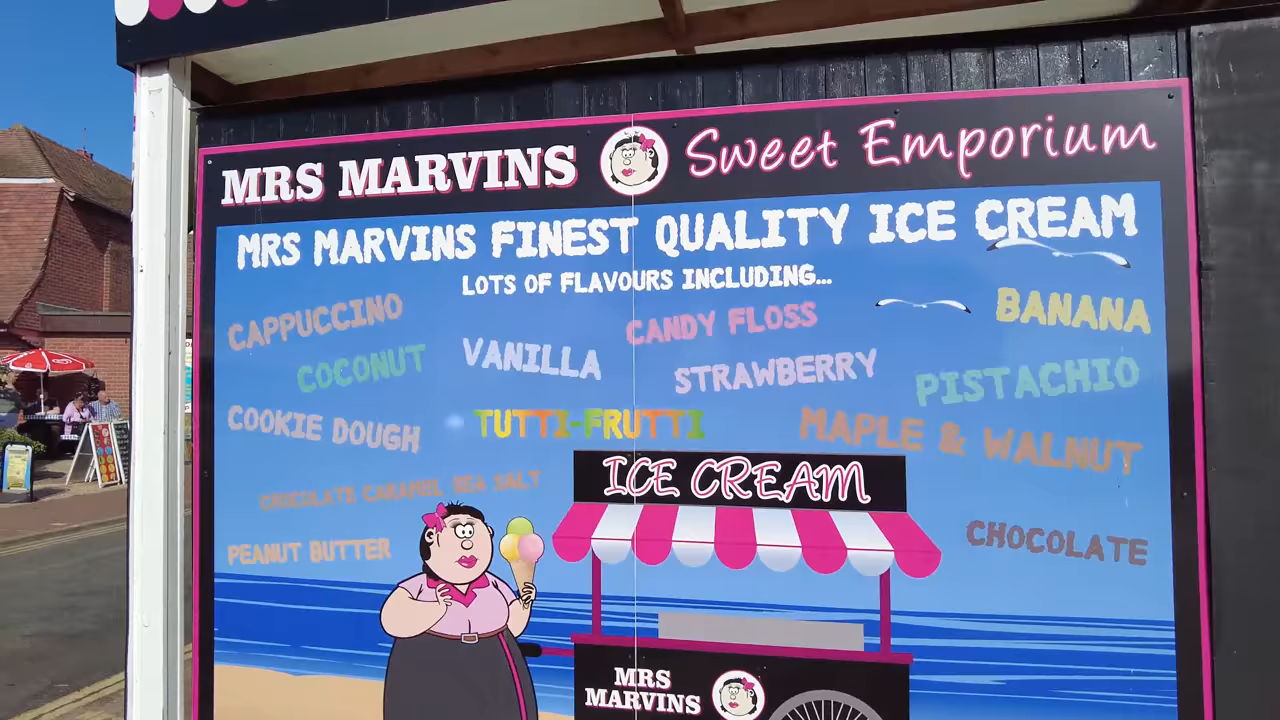 MRS MARVINS Sweet Emporium
MRS MARVINS FINEST QUALITY ICE CREAM
LOTS OF FLAVOURS INCLUDING...
CAPPUCCINO
CANDY FLOSS
BANANA
COCONUT
VANILLA
STRAWBERRY
PISTACHIO
COOKIE DOUGH
TUTTI-FRUTTI
MAPLE & WALNUT
CHOCOLATE CARAMEL SEA SALT
PEANUT BUTTER
CHOCOLATE
ICE CREAM
MRS
MARVINS